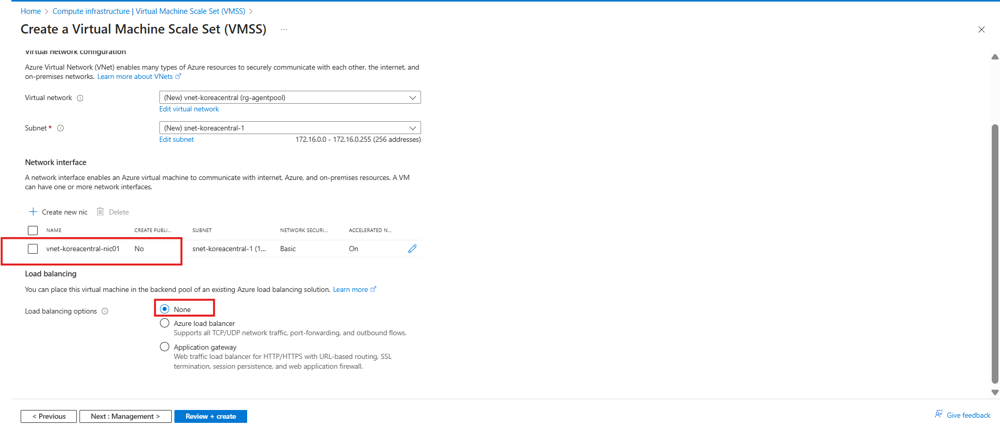 Home > Compute infrastructure | Virtual Machine Scale Set (VMSS) >
Create a Virtual Machine Scale Set (VMSS) ...
Virtual network configuration
Azure Virtual Network (VNet) enables many types of Azure resources to securely communicate with each other, the internet, and
on-premises networks. Learn more about VNets
Virtual network
(New) vnet-koreacentral (rg-agentpool)
Edit virtual network
Subnet *
(New) snet-koreacentral-1
Edit subnet 172.16.0.0 - 172.16.0.255 (256 addresses)
Network interface
A network interface enables an Azure virtual machine to communicate with internet, Azure, and on-premises resources. A VM
can have one or more network interfaces.
Create new nic Delete
NAME CREATE PUBLI... SUBNET NETWORK SECURI... ACCELERATED N...
vnet-koreacentral-nic01 No snet-koreacentral-1 (1... Basic On
Load balancing
You can place this virtual machine in the backend pool of an existing Azure load balancing solution. Learn more
Load balancing options
None
Azure load balancer
Supports all TCP/UDP network traffic, port-forwarding, and outbound flows.
Application gateway
Web traffic load balancer for HTTP/HTTPS with URL-based routing, SSL
termination, session persistence, and web application firewall.
< Previous Next : Management > Review + create Give feedback